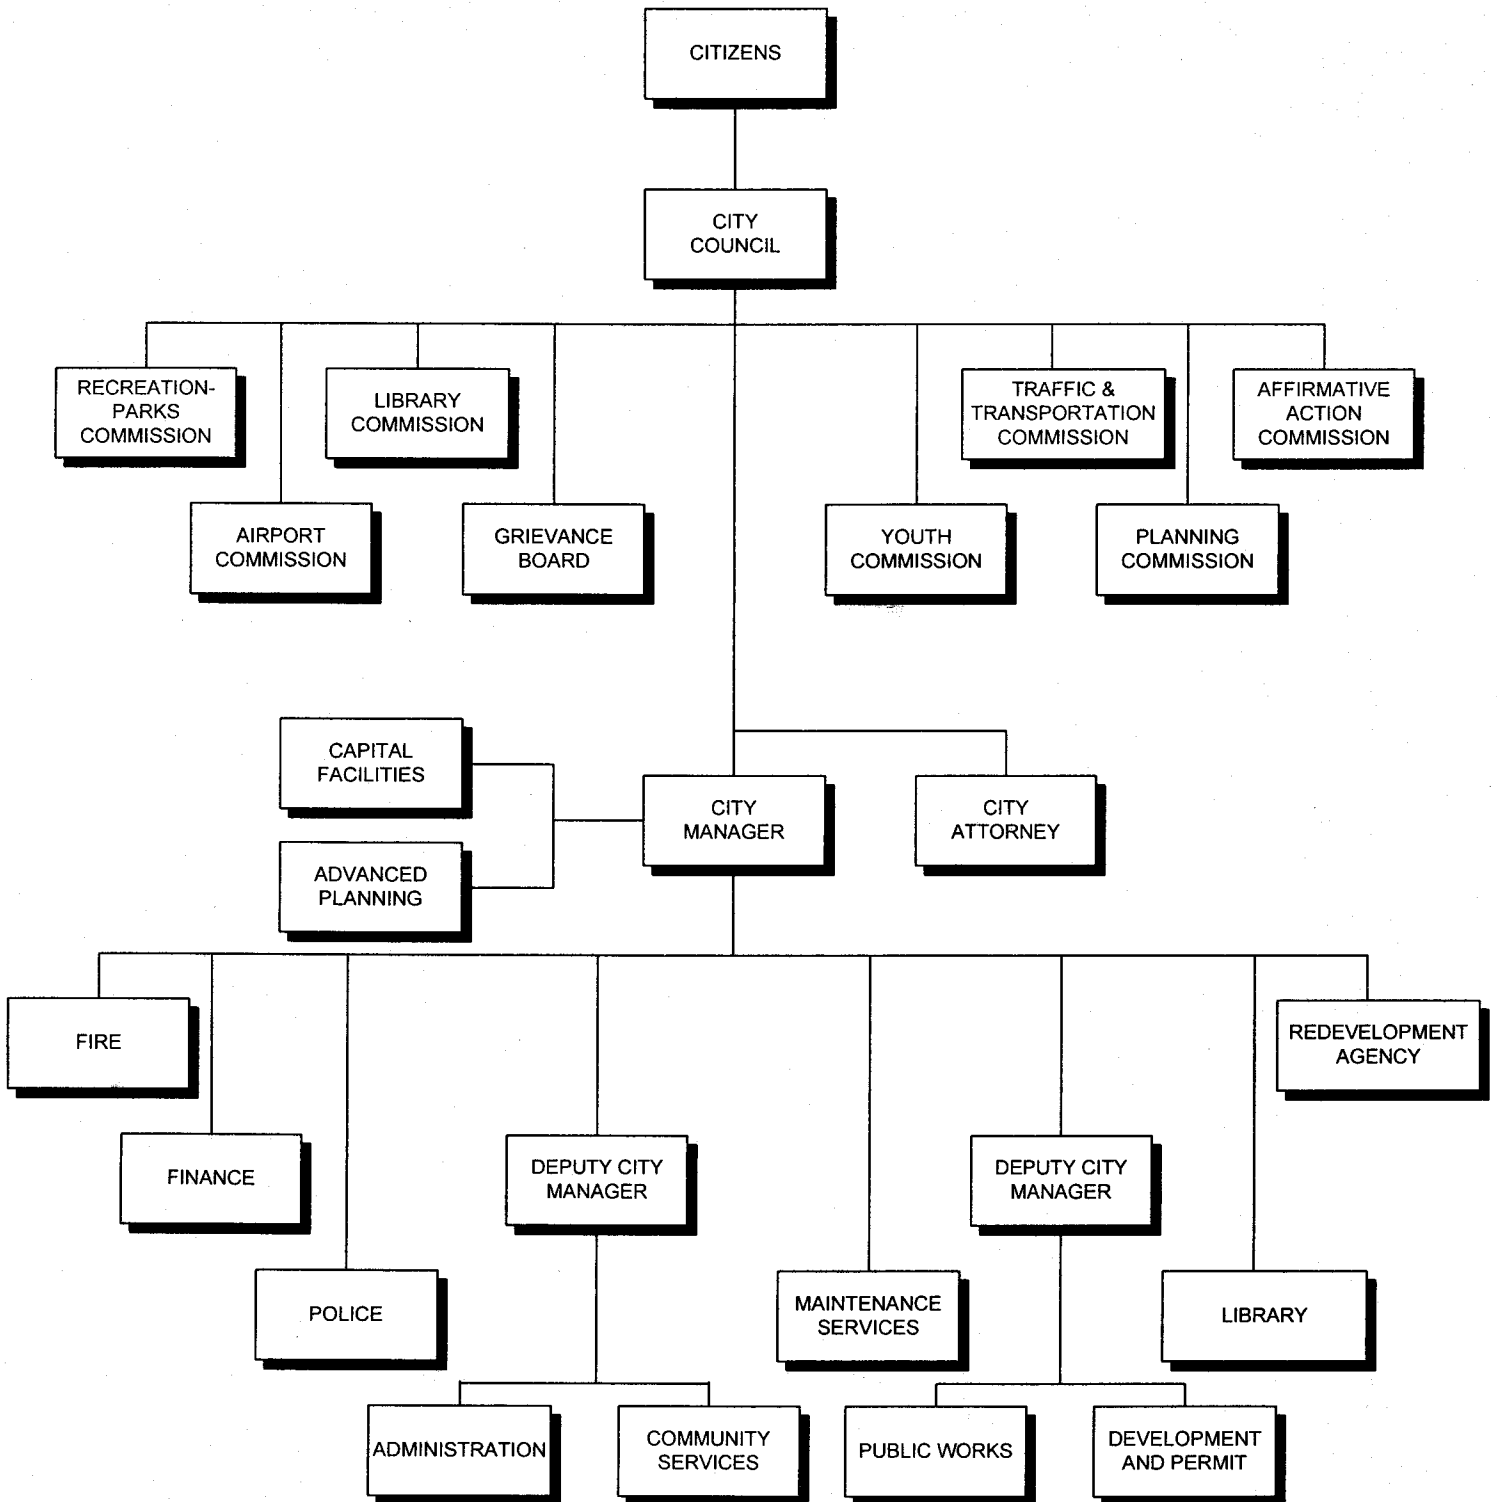 CITIZENS
CITY
COUNCIL
RECREATION-
PARKS
COMMISSION
LIBRARY
COMMISSION
TRAFFIC &
TRANSPORTATION
COMMISSION
AFFIRMATIVE
ACTION
COMMISSION
AIRPORT
COMMISSION
GRIEVANCE
BOARD
YOUTH
COMMISSION
PLANNING
COMMISSION
CAPITAL
FACILITIES
CITY
MANAGER
CITY
ATTORNEY
ADVANCED
PLANNING
FIRE
REDEVELOPMENT
AGENCY
FINANCE
DEPUTY CITY
MANAGER
DEPUTY CITY
MANAGER
POLICE
MAINTENANCE
SERVICES
LIBRARY
ADMINISTRATION
COMMUNITY
SERVICES
PUBLIC WORKS
DEVELOPMENT
AND PERMIT